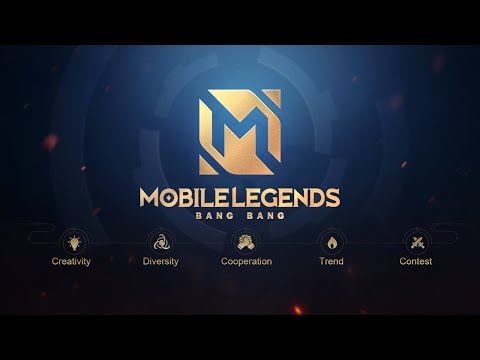 MOBILE LEGENDS
BANG BANG
Creativity
Diversity
Cooperation
Trend
Contest